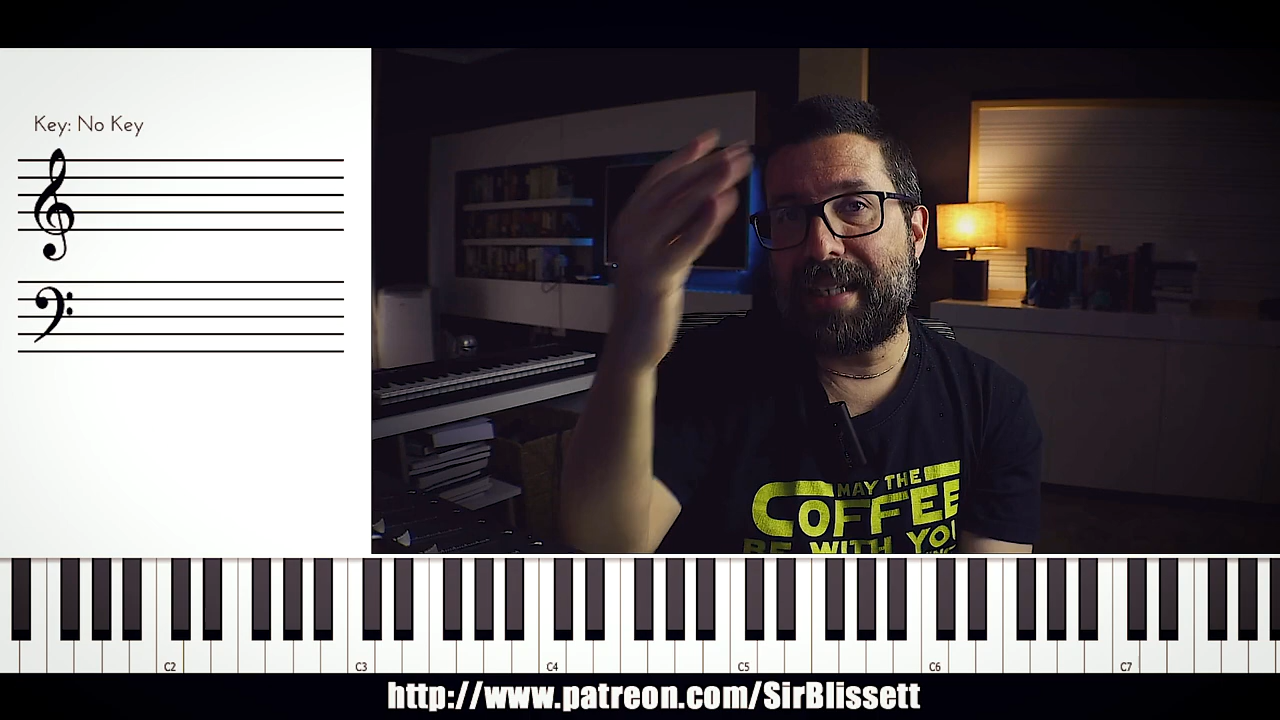 Key: No Key
MAY THE
COFFEE
BE WITH YOU
C2 C3 C4 C5 C6 C7
http://www.patreon.com/SirBlissett